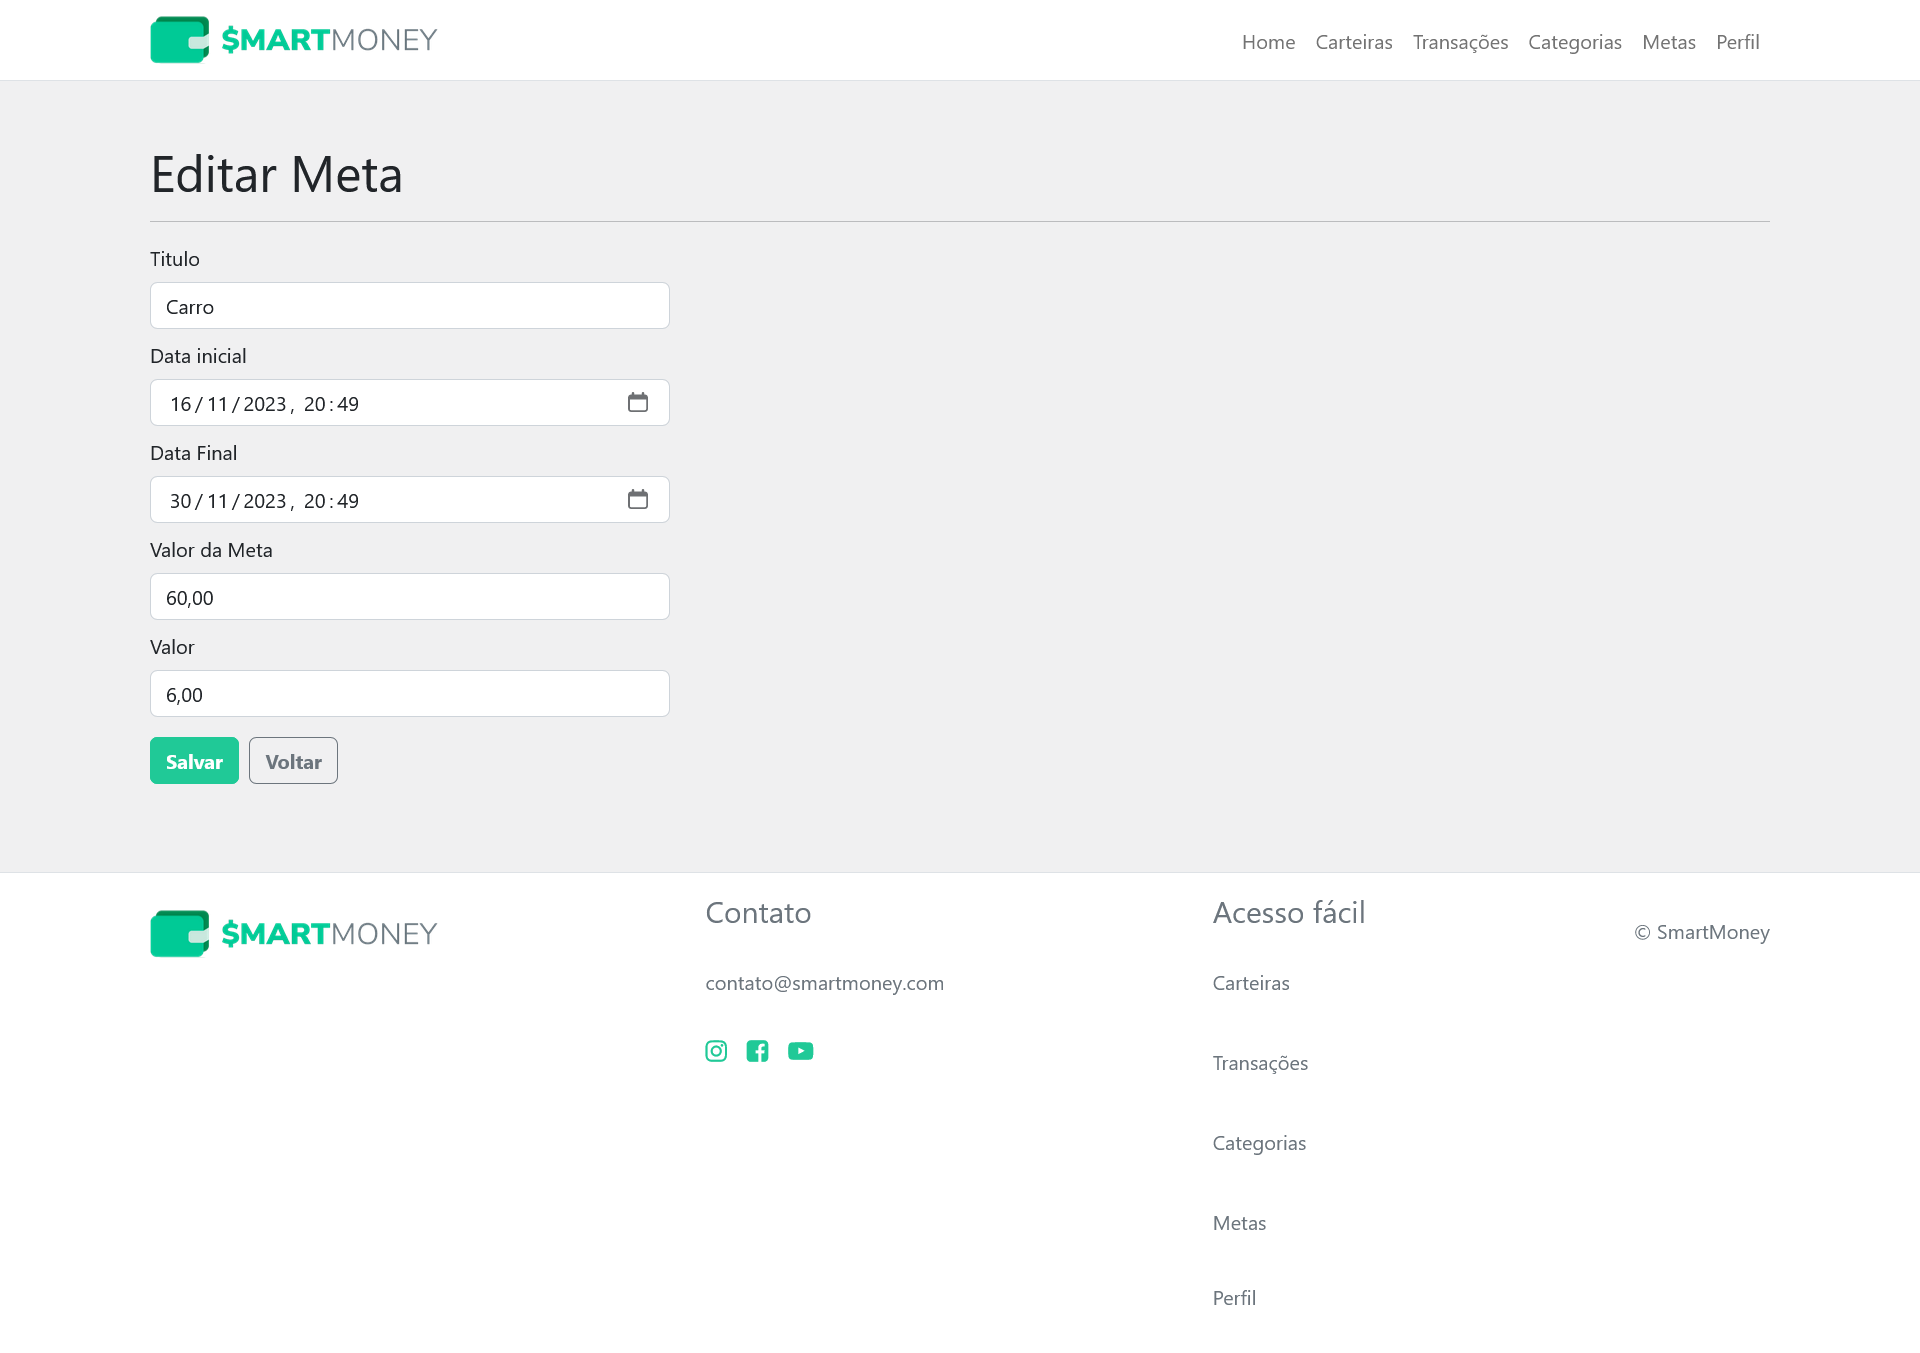 $MARTMONEY
Home Carteiras Transações Categorias Metas Perfil
Editar Meta
Titulo
Carro
Data inicial
16/11/2023, 20:49
Data Final
30/11/2023, 20:49
Valor da Meta
60,00
Valor
6,00
Salvar Voltar
$MARTMONEY
Contato
contato@smartmoney.com
Acesso fácil
Carteiras
Transações
Categorias
Metas
Perfil
© SmartMoney